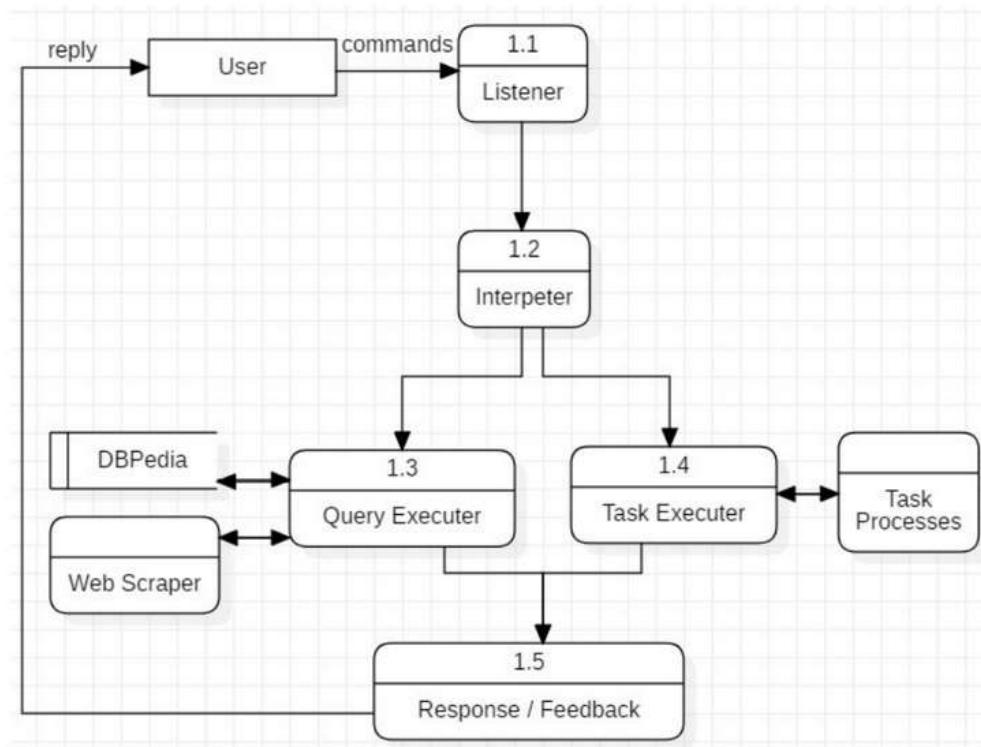 reply
User
commands
1.1
Listener
1.2
Interpeter
DBPedia
1.3
Query Executer
1.4
Task Executer
Task
Processes
Web Scraper
1.5
Response / Feedback